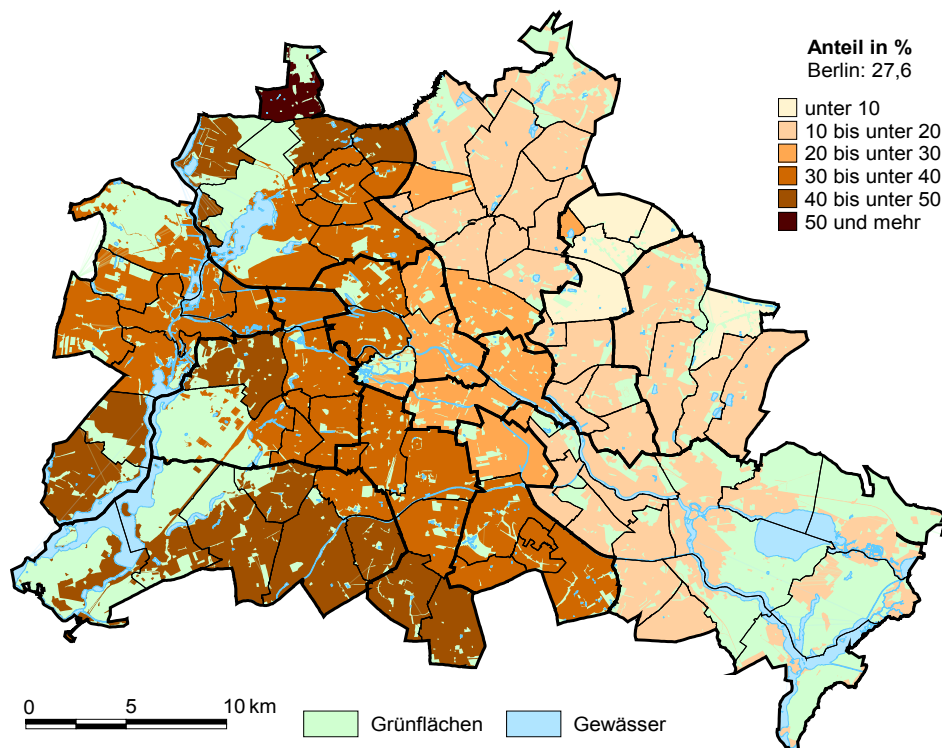 Anteil in %
Berlin: 27,6
unter 10
10 bis unter 20
20 bis unter 30
30 bis unter 40
40 bis unter 50
50 und mehr
0 5 10 km
Grünflächen Gewässer